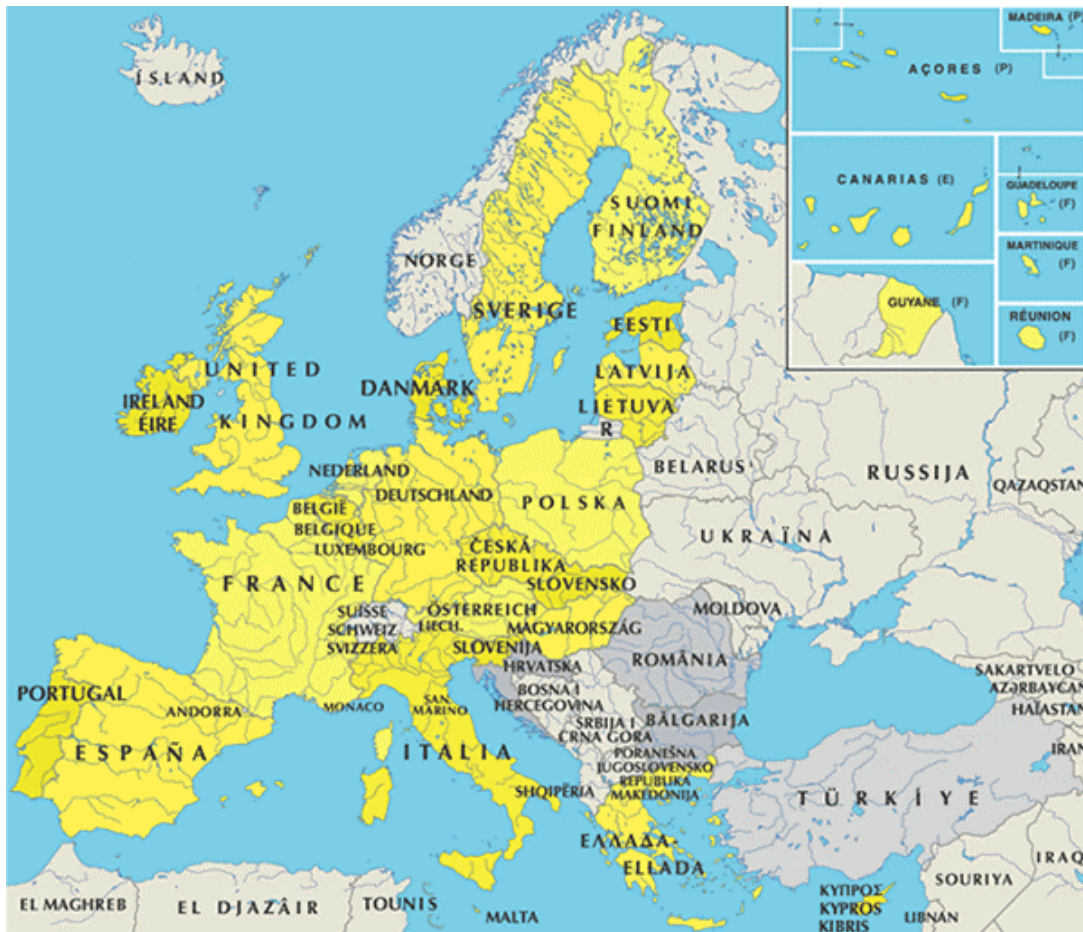 ÍSLAND
MADEIRA (P)
AÇORES (P)
CANARIAS (E)
GUADELOUPE
(F)
MARTINIQUE
(F)
GUYANE (F)
RÉUNION
(F)
NORGE
SUOMI
FINLAND
SVERIGE
EESTI
LATVIJA
LIETUVA
R
DANMARK
UNITED
KINGDOM
IRELAND
ÉIRE
NEDERLAND
DEUTSCHLAND
BELGIË
BELGIQUE
LUXEMBOURG
POLSKA
BELARUS
RUSSIJA
QAZAQSTAN
UKRAÏNA
ČESKÁ
REPUBLIKA
SLOVENSKO
FRANCE
SUISSE
SCHWEIZ
SVIZZERA
LIECH.
ÖSTERREICH
MAGYARORSZÁG
SLOVENIJA
HRVATSKA
MOLDOVA
ROMÂNIA
BOSNA I
HERCEGOVINA
SRBIJA I
CRNA GORA
BĂLGARIJA
PORANEŠNA
JUGOSLOVENSKO
REPUBLIKA
MAKEDONIJA
SHQIPËRIA
PORTUGAL
ESPAÑA
ANDORRA
MONACO
SAN
MARINO
ITALIA
ΕΛΛΑΔΑ-
ELLADA
TÜRKÍYE
SAKARTVELO
AZƏRBAYCAN
HAÏASTAN
IRAN
IRAQ
SOURIYA
LIBNAN
ΚΥΠΡΟΣ
KYPROS
KIBRIS
MALTA
EL MAGHREB
EL DJAZÂIR
TOUNIS